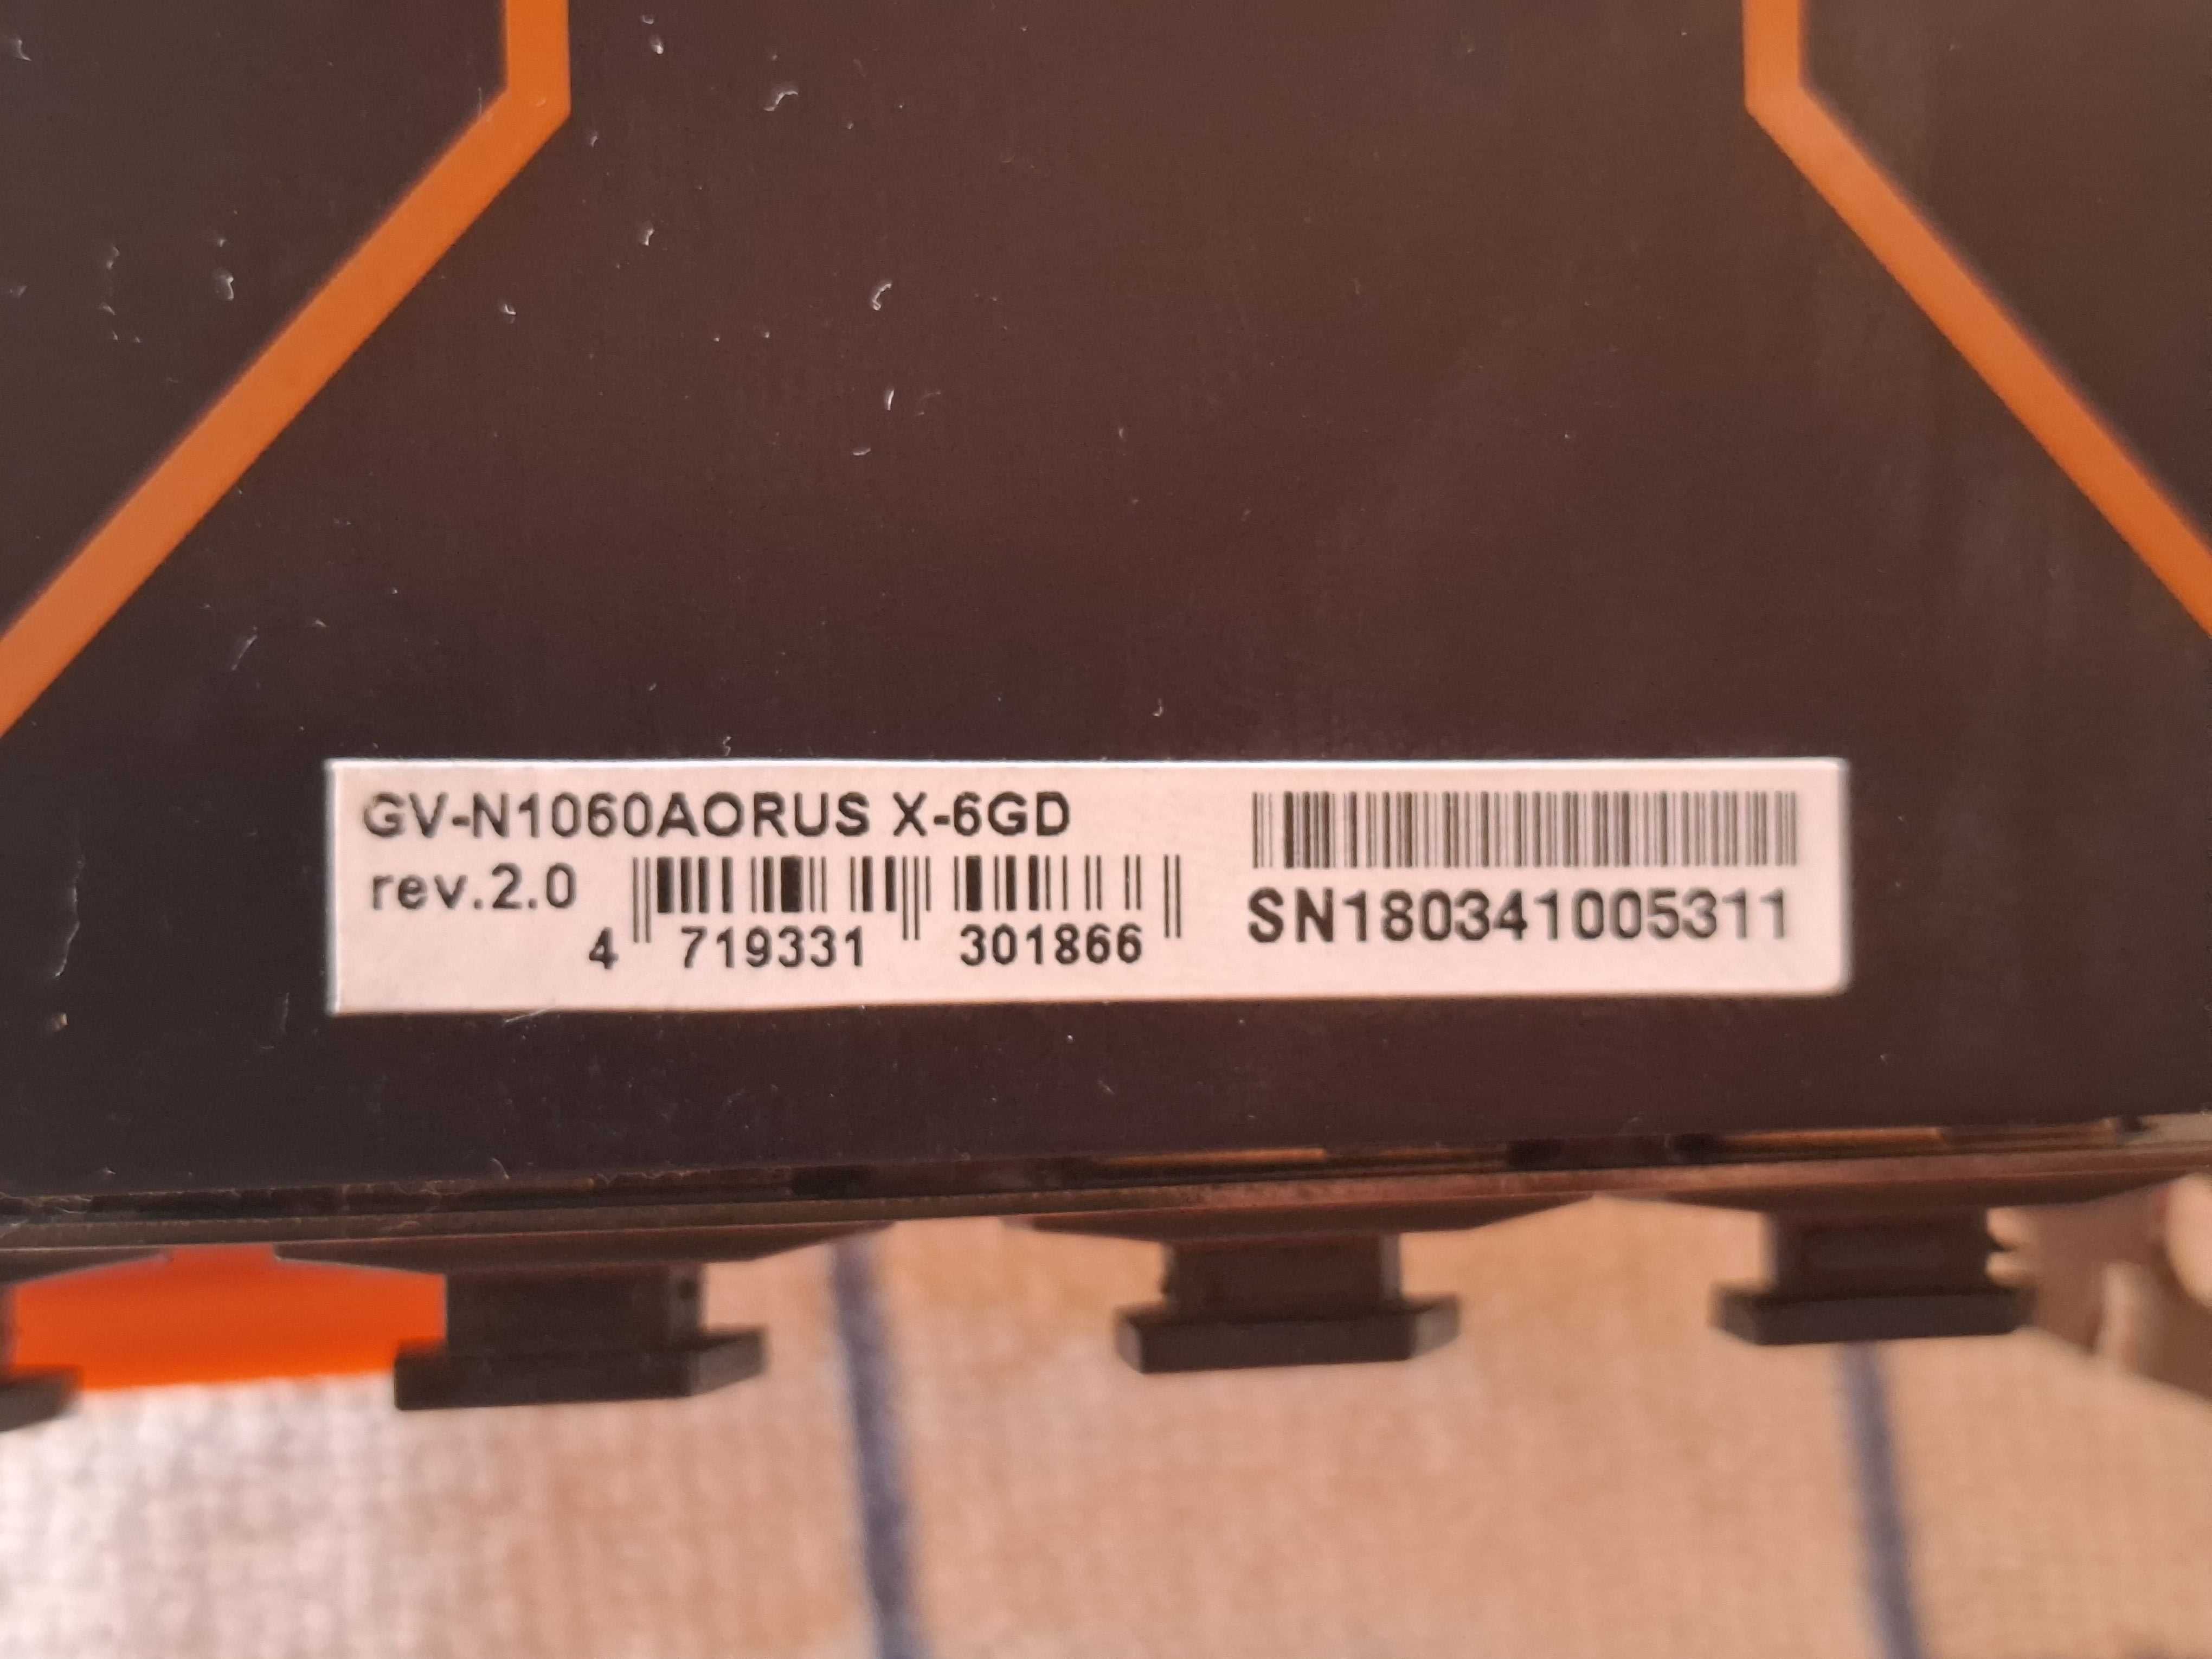 GV-N1060AORUS X-6GD
rev.2.0
4 719331 301866
SN180341005311